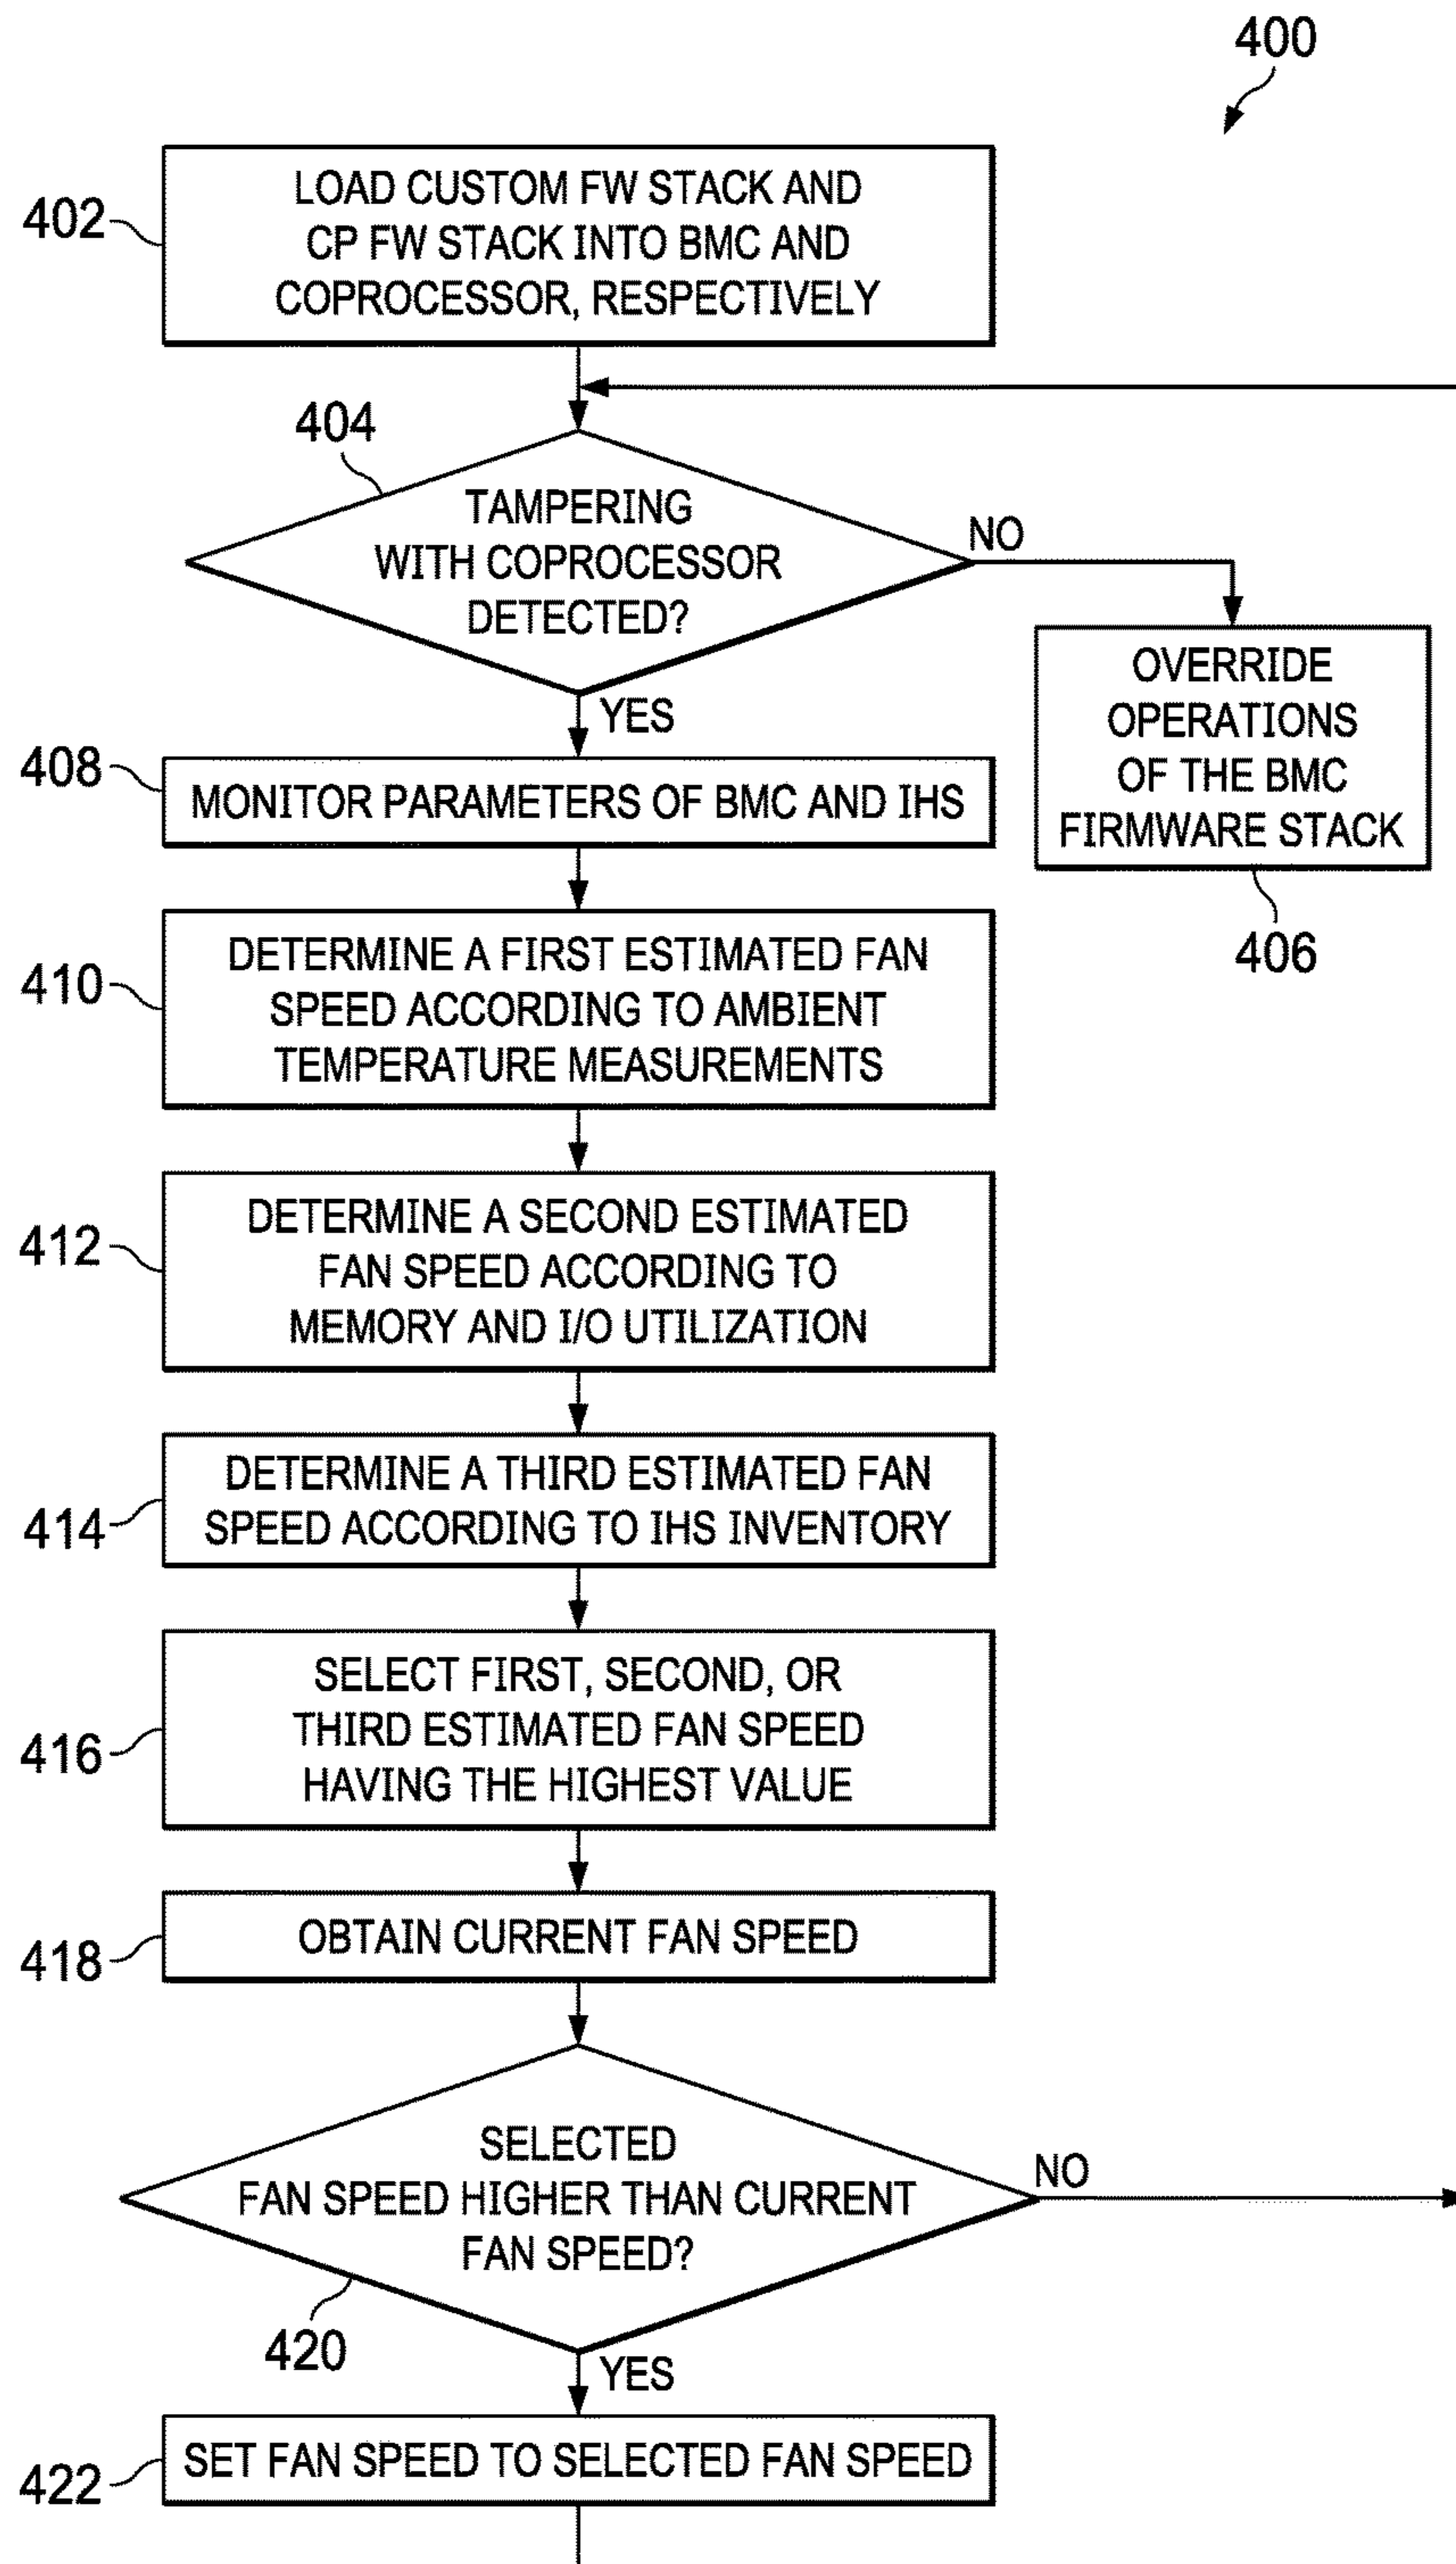 400
402
LOAD CUSTOM FW STACK AND
CP FW STACK INTO BMC AND
COPROCESSOR, RESPECTIVELY
404
TAMPERING
WITH COPROCESSOR
DETECTED?
NO
YES
OVERRIDE
OPERATIONS
OF THE BMC
FIRMWARE STACK
406
408
MONITOR PARAMETERS OF BMC AND IHS
410
DETERMINE A FIRST ESTIMATED FAN
SPEED ACCORDING TO AMBIENT
TEMPERATURE MEASUREMENTS
412
DETERMINE A SECOND ESTIMATED
FAN SPEED ACCORDING TO
MEMORY AND I/O UTILIZATION
414
DETERMINE A THIRD ESTIMATED FAN
SPEED ACCORDING TO IHS INVENTORY
416
SELECT FIRST, SECOND, OR
THIRD ESTIMATED FAN SPEED
HAVING THE HIGHEST VALUE
418
OBTAIN CURRENT FAN SPEED
SELECTED
FAN SPEED HIGHER THAN CURRENT
FAN SPEED?
NO
420
YES
422
SET FAN SPEED TO SELECTED FAN SPEED